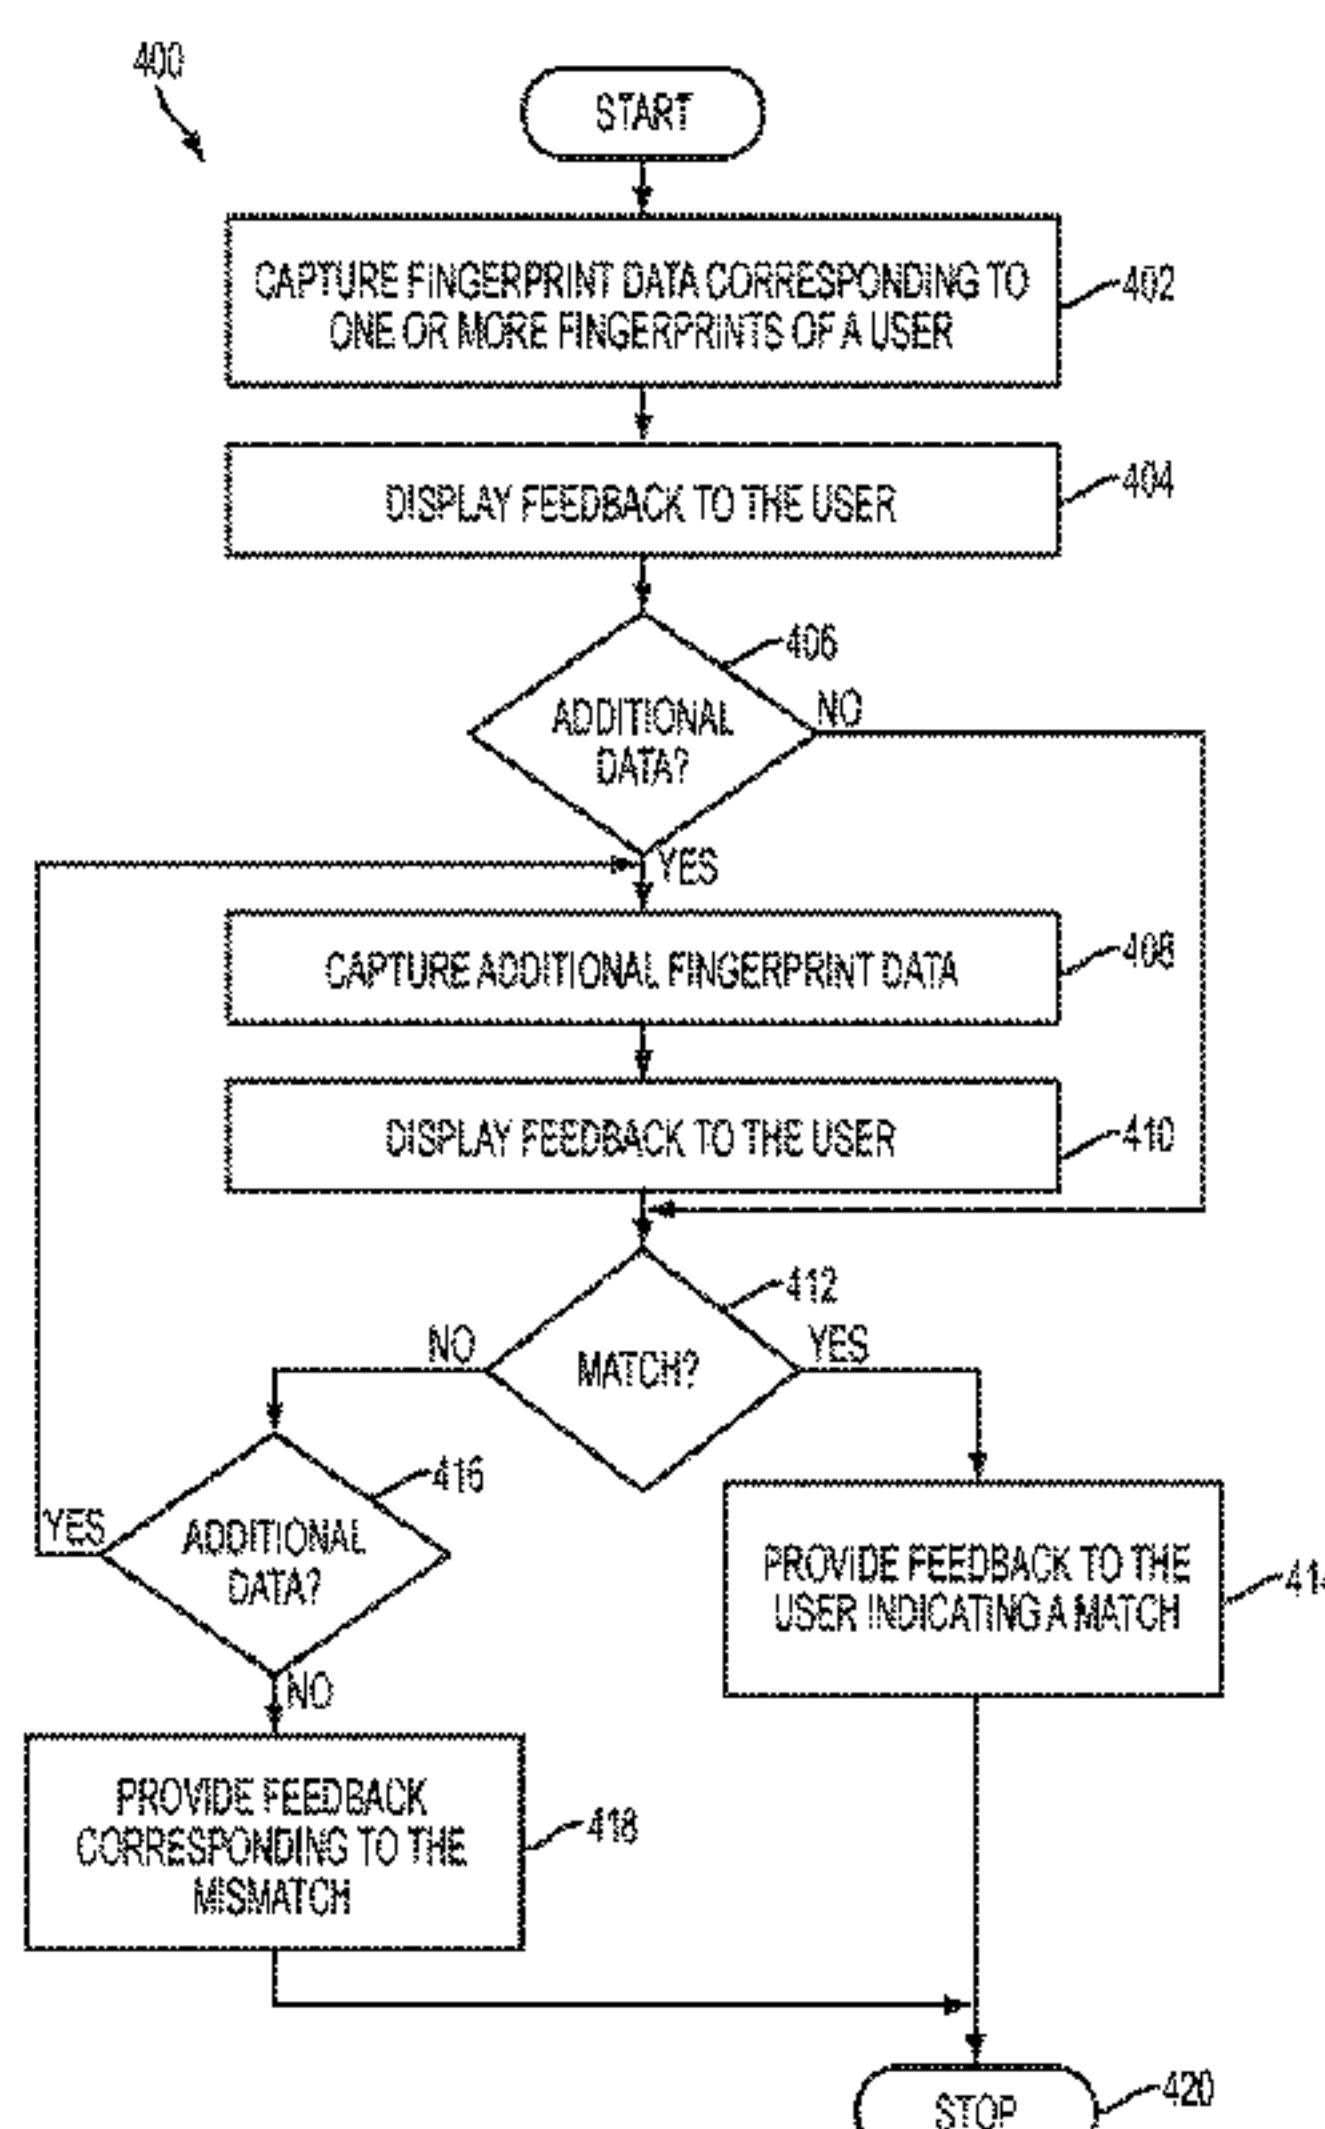 400
START
CAPTURE FINGERPRINT DATA CORRESPONDING TO
ONE OR MORE FINGERPRINTS OF A USER
402
DISPLAY FEEDBACK TO THE USER
404
406
ADDITIONAL
DATA?
NO
YES
CAPTURE ADDITIONAL FINGERPRINT DATA
408
DISPLAY FEEDBACK TO THE USER
410
412
NO
MATCH?
YES
416
YES
ADDITIONAL
DATA?
NO
PROVIDE FEEDBACK TO THE
USER INDICATING A MATCH
PROVIDE FEEDBACK
CORRESPONDING TO THE
MISMATCH
418
STOP
420